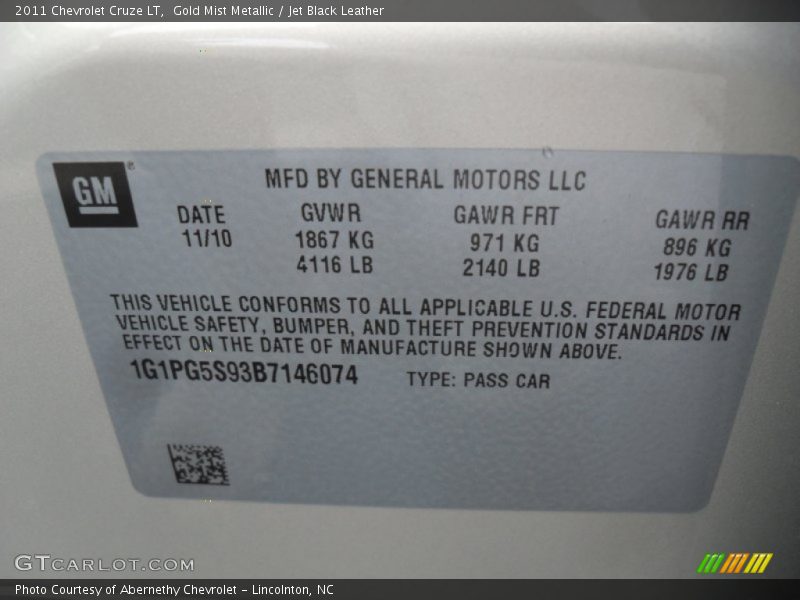 2011 Chevrolet Cruze LT,  Gold Mist Metallic / Jet Black Leather
GM®
MFD BY GENERAL MOTORS LLC
DATE GVWR GAWR FRT GAWR RR
11/10 1867 KG 971 KG 896 KG
4116 LB 2140 LB 1976 LB
THIS VEHICLE CONFORMS TO ALL APPLICABLE U.S. FEDERAL MOTOR
VEHICLE SAFETY, BUMPER, AND THEFT PREVENTION STANDARDS IN
EFFECT ON THE DATE OF MANUFACTURE SHOWN ABOVE.
1G1PG5S93B7146074 TYPE: PASS CAR
GTCARLOT.COM
Photo Courtesy of Abernethy Chevrolet – Lincolnton, NC